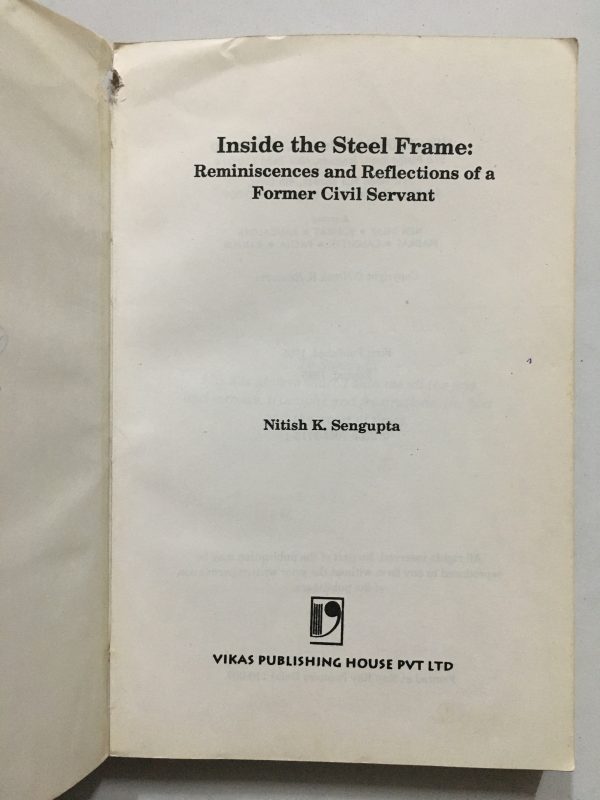 Inside the Steel Frame:
Reminiscences and Reflections of a
Former Civil Servant
Nitish K. Sengupta
VIKAS PUBLISHING HOUSE PVT LTD